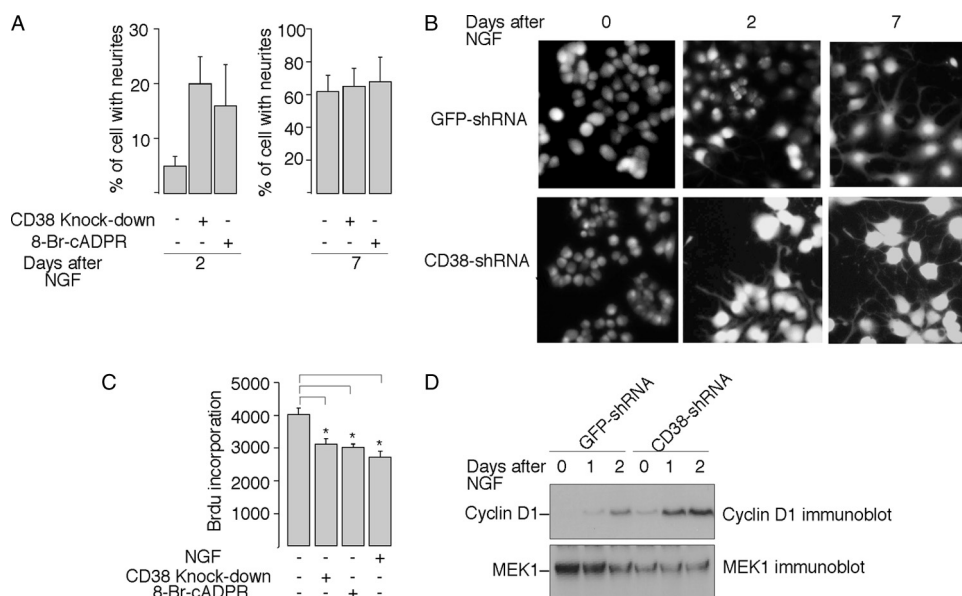 A
% of cell with neurites
30
20
10
% of cell with neurites
100
80
60
40
20
CD38 Knock-down - + - - + -
8-Br-cADPR - - + - - +
Days after 2 7
NGF
B
Days after 0 2 7
NGF
GFP-shRNA
CD38-shRNA
C
Brdu incorporation
5000
4000
3000
2000
1000
* * *
NGF - - - +
CD38 Knock-down - + - -
8-Br-cADPR - - + -
D
GFP-shRNA CD38-shRNA
Days after 0 1 2 0 1 2
NGF
Cyclin D1 Cyclin D1 immunoblot
MEK1 MEK1 immunoblot